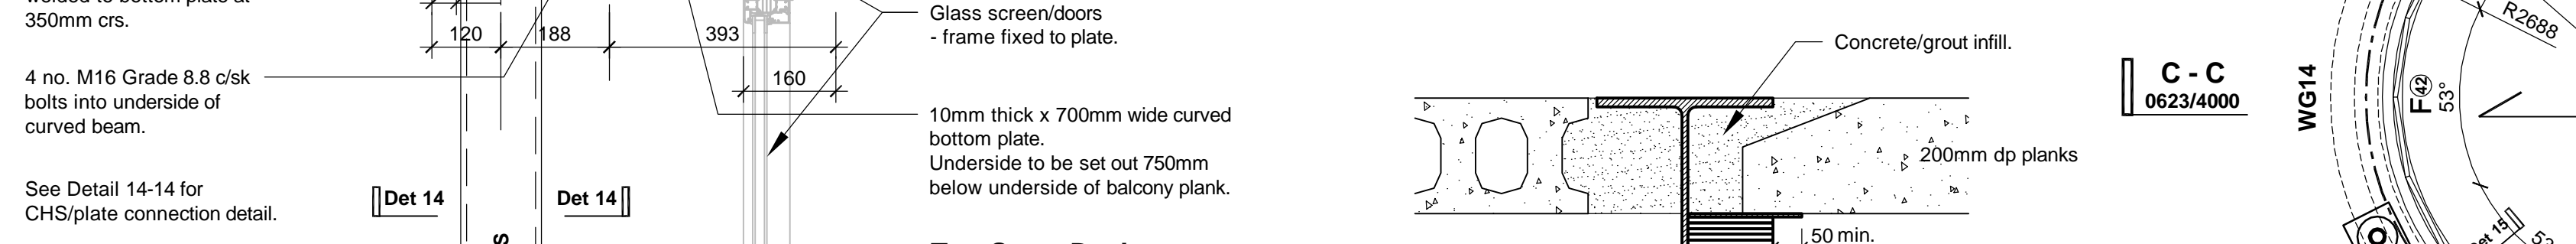 welded to bottom plate at
350mm crs.
120
188
393
160
4 no. M16 Grade 8.8 c/sk
bolts into underside of
curved beam.
See Detail 14-14 for
CHS/plate connection detail.
Det 14
Det 14
S
Glass screen/doors
- frame fixed to plate.
10mm thick x 700mm wide curved
bottom plate.
Underside to be set out 750mm
below underside of balcony plank.
Concrete/grout infill.
200mm dp planks
50 min.
C - C
0623/4000
WG14
F 42
53°
R2688
Det 15